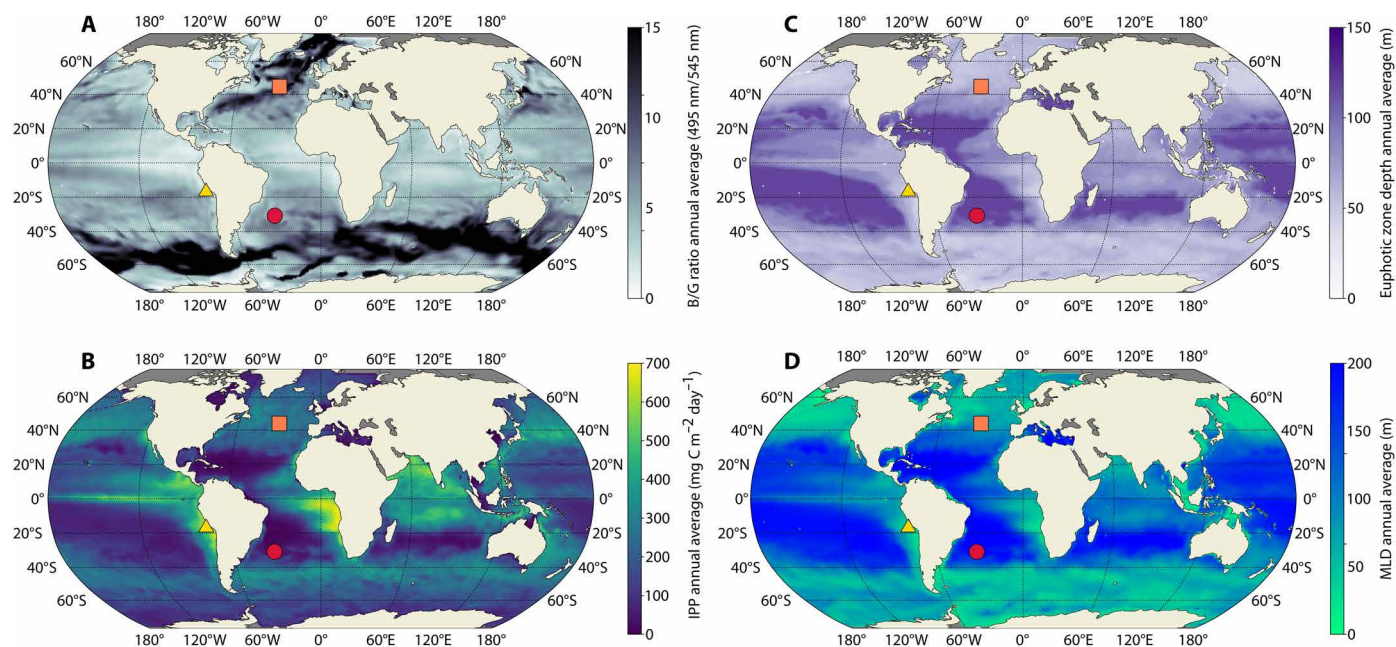 A
180° 120°W 60°W 0° 60°E 120°E 180°
60°N
40°N
20°N
0°
20°S
40°S
60°S
20°N
0°
20°S
40°S
60°S
60°N
40°N
180° 120°W 60°W 0° 60°E 120°E 180°
15
10
5
0
B/G ratio annual average (495 nm/545 nm)
C
180° 120°W 60°W 0° 60°E 120°E 180°
60°N
40°N
20°N
0°
20°S
40°S
60°S
60°N
40°N
20°N
0°
20°S
40°S
60°S
180° 120°W 60°W 0° 60°E 120°E 180°
150
100
50
0
Euphotic zone depth annual average (m)
B
180° 120°W 60°W 0° 60°E 120°E 180°
60°N
40°N
20°N
0°
20°S
40°S
60°S
60°N
40°N
20°N
0°
20°S
40°S
60°S
180° 120°W 60°W 0° 60°E 120°E 180°
700
600
500
400
300
200
100
0
IPP annual average (mg C m⁻² day⁻¹)
D
180° 120°W 60°W 0° 60°E 120°E 180°
60°N
40°N
20°N
0°
20°S
40°S
60°S
60°N
40°N
20°N
0°
20°S
40°S
60°S
180° 120°W 60°W 0° 60°E 120°E 180°
200
150
100
50
0
MLD annual average (m)